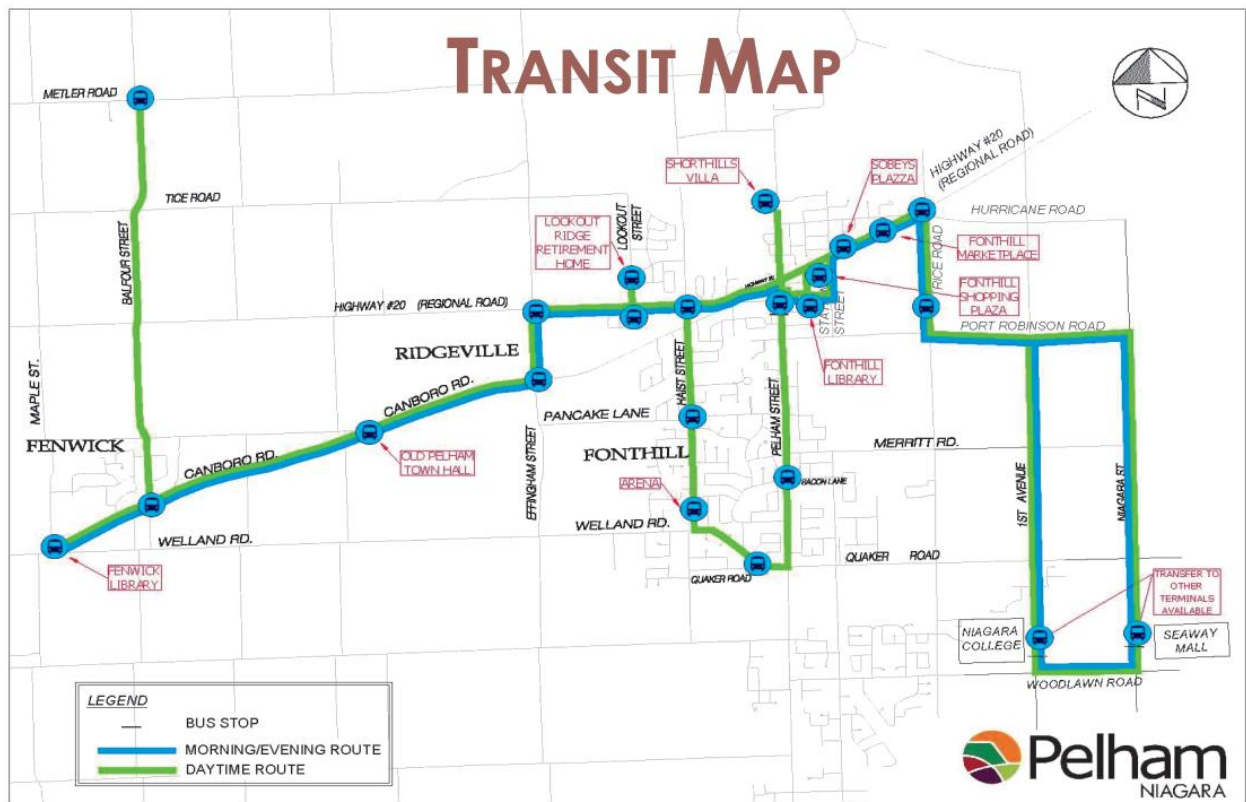 TRANSIT MAP
METLER ROAD
N
HIGHWAY #20
(REGIONAL ROAD)
SHORTHILLS
VILLA
SOBEYS
PLAZZA
TICE ROAD
HURRICANE ROAD
LOOKOUT
STREET
LOOKOUT
RIDGE
RETIREMENT
HOME
BALFOUR STREET
FONTHILL
MARKETPLACE
RICE ROAD
FONTHILL
SHOPPING
PLAZA
HIGHWAY 20
HIGHWAY #20 (REGIONAL ROAD)
STREET
PORT ROBINSON ROAD
RIDGEVILLE
FONTHILL
LIBRARY
MAPLE ST.
CANBORO RD.
HAIST STREET
PELHAM STREET
PANCAKE LANE
FENWICK
CANBORO RD.
OLD PELHAM
TOWN HALL
EFFINGHAM STREET
FONTHILL
MERRITT RD.
ARENA
BACON LANE
1ST AVENUE
NIAGARA ST
WELLAND RD.
WELLAND RD.
QUAKER ROAD
QUAKER ROAD
FENWICK
LIBRARY
TRANSFER TO
OTHER
TERMINALS
AVAILABLE
NIAGARA
COLLEGE
SEAWAY
MALL
WOODLAWN ROAD
LEGEND
BUS STOP
MORNING/EVENING ROUTE
DAYTIME ROUTE
Pelham
NIAGARA